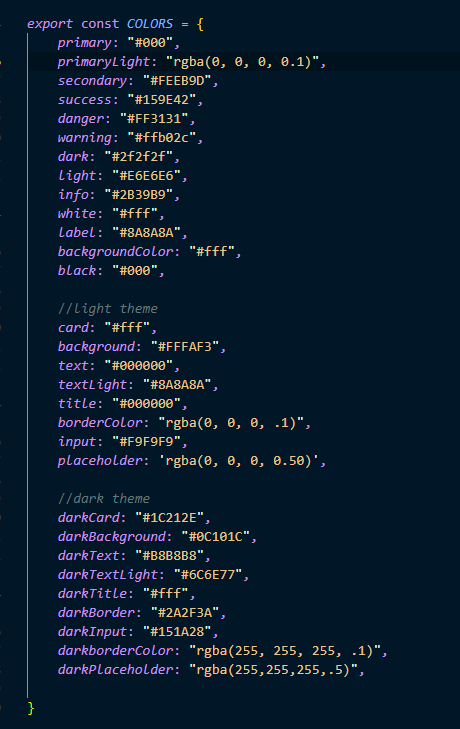 export const COLORS = {
primary: "#000",
primaryLight: "rgba(0, 0, 0, 0.1)",
secondary: "#FEEB9D",
success: "#159E42",
danger: "#FF3131",
warning: "#ffb02c",
dark: "#2f2f2f",
light: "#E6E6E6",
info: "#2B39B9",
white: "#fff",
label: "#8A8A8A",
backgroundColor: "#fff",
black: "#000",
//light theme
card: "#fff",
background: "#FFFAF3",
text: "#000000",
textLight: "#8A8A8A",
title: "#000000",
borderColor: "rgba(0, 0, 0, .1)",
input: "#F9F9F9",
placeholder: 'rgba(0, 0, 0, 0.50)',
//dark theme
darkCard: "#1C212E",
darkBackground: "#0C101C",
darkText: "#B8B8B8",
darkTextLight: "#6C6E77",
darkTitle: "#fff",
darkBorder: "#2A2F3A",
darkInput: "#151A28",
darkborderColor: "rgba(255, 255, 255, .1)",
darkPlaceholder: "rgba(255,255,255,.5)",
}